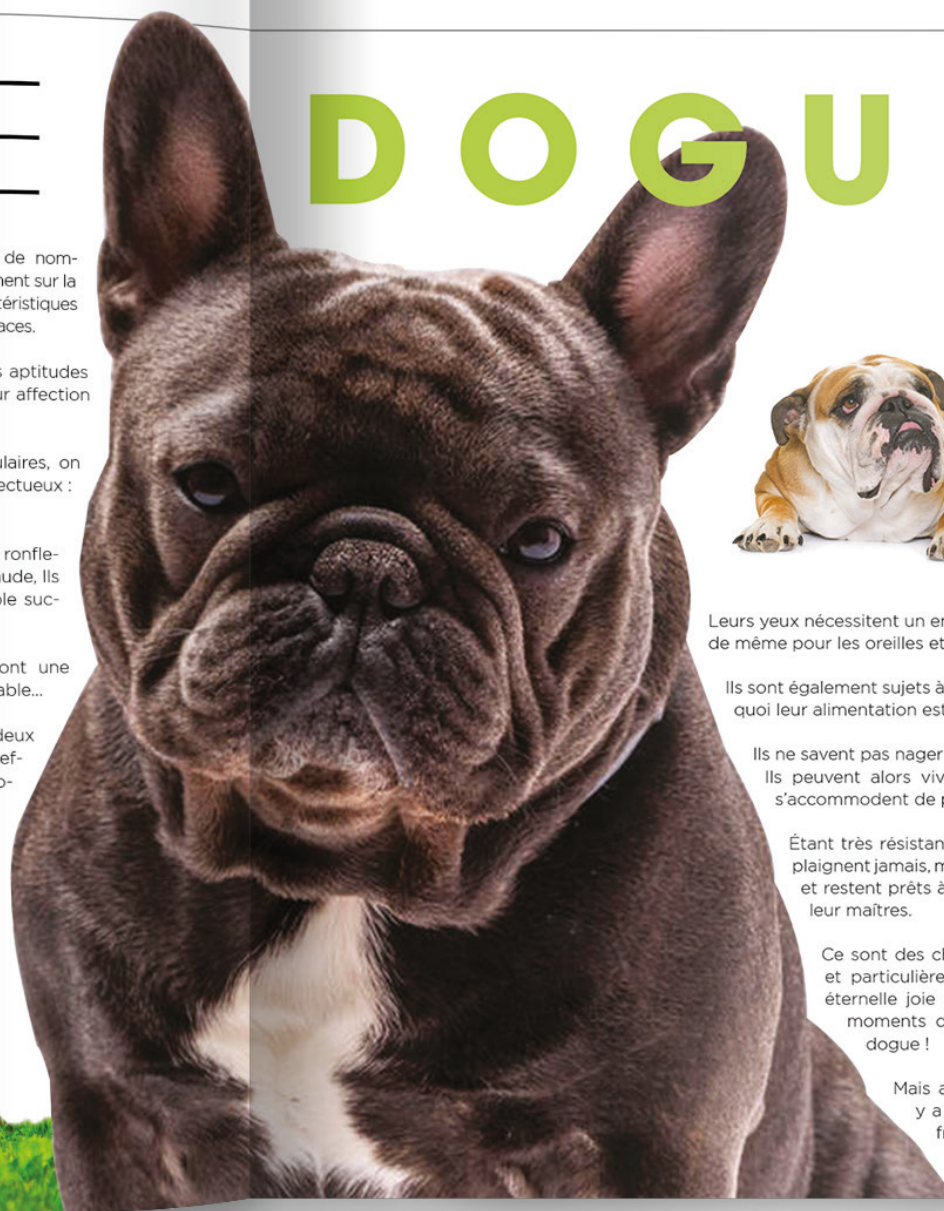 DOGU
de nom-
ment sur la
téristiques
aces.
s aptitudes
ur affection
ulaires, on
ectueux :
ronfle-
aude, Ils
ble suc-
ont une
able...
deux
ef-
o-
Leurs yeux nécessitent un en
de même pour les oreilles et
Ils sont également sujets à
quoi leur alimentation est
Ils ne savent pas nager
Ils peuvent alors viv
s'accommodent de p
Étant très résistan
plaignent jamais, m
et restent prêts à
leur maîtres.
Ce sont des ch
et particulière
éternelle joie
moments d
dogue !
Mais a
y a
fr